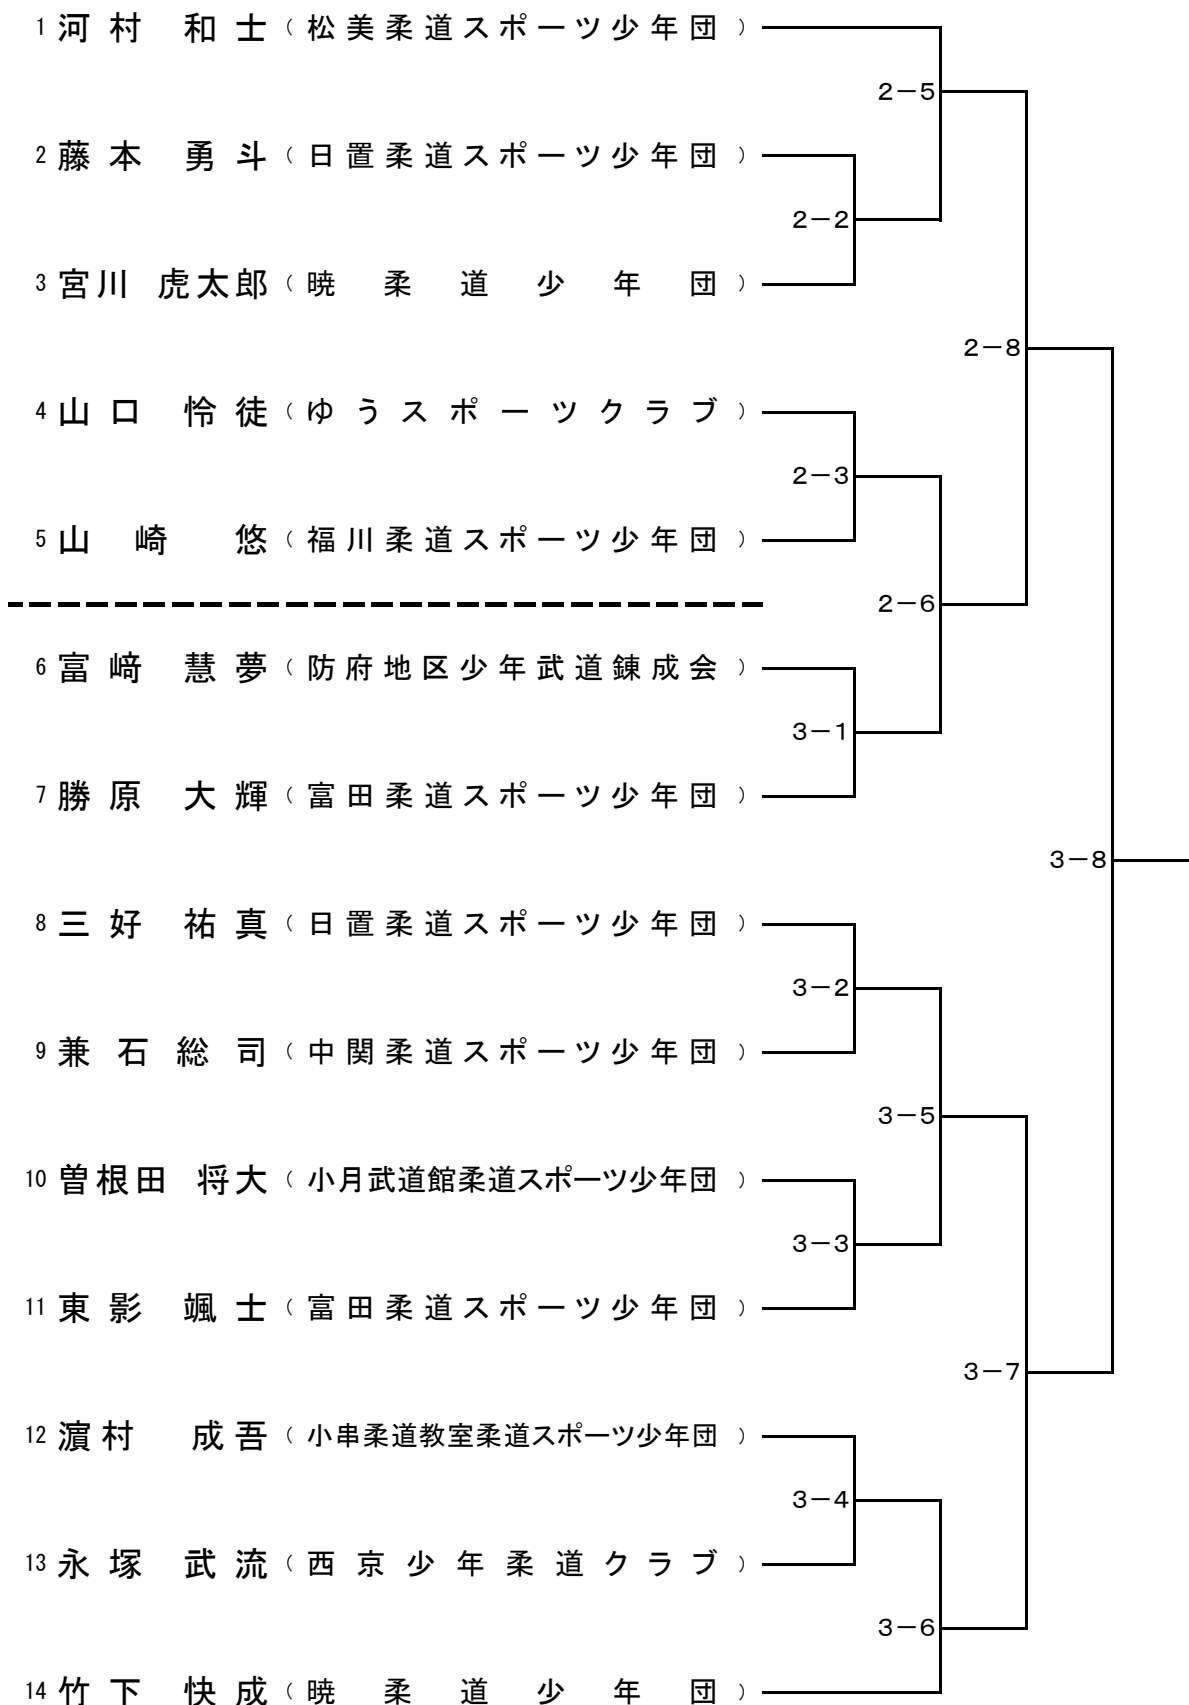 1 河村 和士（松美柔道スポーツ少年団）
2－5
2 藤本 勇斗（日置柔道スポーツ少年団）
2－2
3 宮川 虎太郎（暁柔道少年団）
2－8
4 山口 怜徒（ゆうスポーツクラブ）
2－3
5 山崎 悠（福川柔道スポーツ少年団）
2－6
6 富﨑 慧夢（防府地区少年武道錬成会）
3－1
7 勝原 大輝（富田柔道スポーツ少年団）
3－8
8 三好 祐真（日置柔道スポーツ少年団）
3－2
9 兼石総司（中関柔道スポーツ少年団）
3－5
10 曽根田 将大（小月武道館柔道スポーツ少年団）
3－3
11 東影 颯士（富田柔道スポーツ少年団）
3－7
12 濵村 成吾（小串柔道教室柔道スポーツ少年団）
3－4
13 永塚 武流（西京少年柔道クラブ）
3－6
14 竹下 快成（暁柔道少年団）